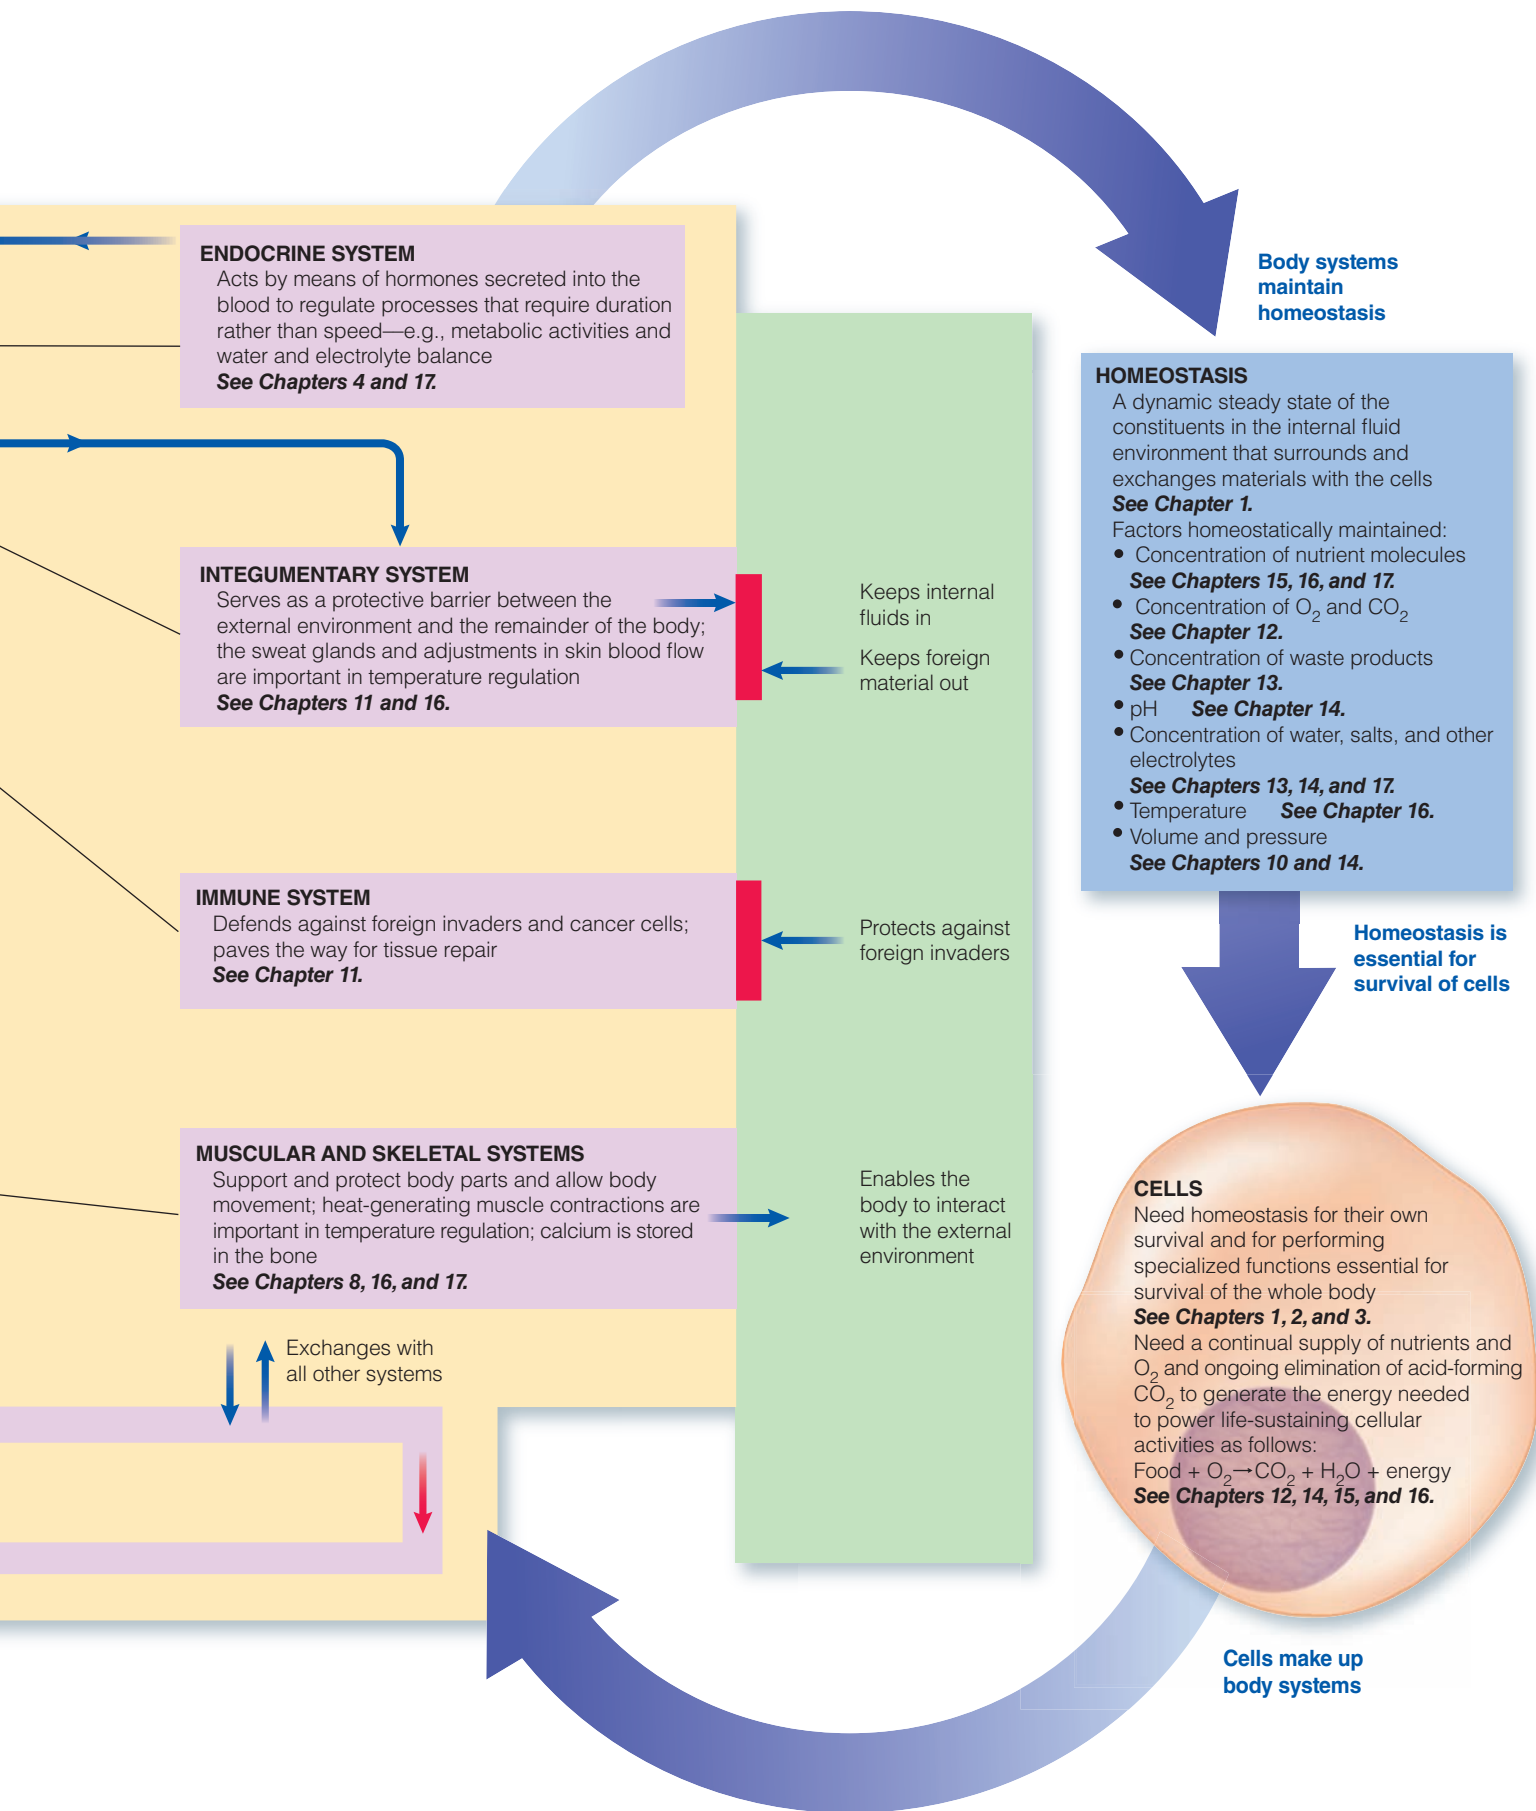 ENDOCRINE SYSTEM
Acts by means of hormones secreted into the
blood to regulate processes that require duration
rather than speed—e.g., metabolic activities and
water and electrolyte balance
See Chapters 4 and 17.
INTEGUMENTARY SYSTEM
Serves as a protective barrier between the
external environment and the remainder of the body;
the sweat glands and adjustments in skin blood flow
are important in temperature regulation
See Chapters 11 and 16.
Keeps internal
fluids in
Keeps foreign
material out
IMMUNE SYSTEM
Defends against foreign invaders and cancer cells;
paves the way for tissue repair
See Chapter 11.
Protects against
foreign invaders
MUSCULAR AND SKELETAL SYSTEMS
Support and protect body parts and allow body
movement; heat-generating muscle contractions are
important in temperature regulation; calcium is stored
in the bone
See Chapters 8, 16, and 17.
Enables the
body to interact
with the external
environment
Exchanges with
all other systems
Body systems
maintain
homeostasis
HOMEOSTASIS
A dynamic steady state of the
constituents in the internal fluid
environment that surrounds and
exchanges materials with the cells
See Chapter 1.
Factors homeostatically maintained:
• Concentration of nutrient molecules
See Chapters 15, 16, and 17.
• Concentration of O2 and CO2
See Chapter 12.
• Concentration of waste products
See Chapter 13.
• pH See Chapter 14.
• Concentration of water, salts, and other
electrolytes
See Chapters 13, 14, and 17.
• Temperature See Chapter 16.
• Volume and pressure
See Chapters 10 and 14.
Homeostasis is
essential for
survival of cells
CELLS
Need homeostasis for their own
survival and for performing
specialized functions essential for
survival of the whole body
See Chapters 1, 2, and 3.
Need a continual supply of nutrients and
O2 and ongoing elimination of acid-forming
CO2 to generate the energy needed
to power life-sustaining cellular
activities as follows:
Food + O2→CO2 + H2O + energy
See Chapters 12, 14, 15, and 16.
Cells make up
body systems